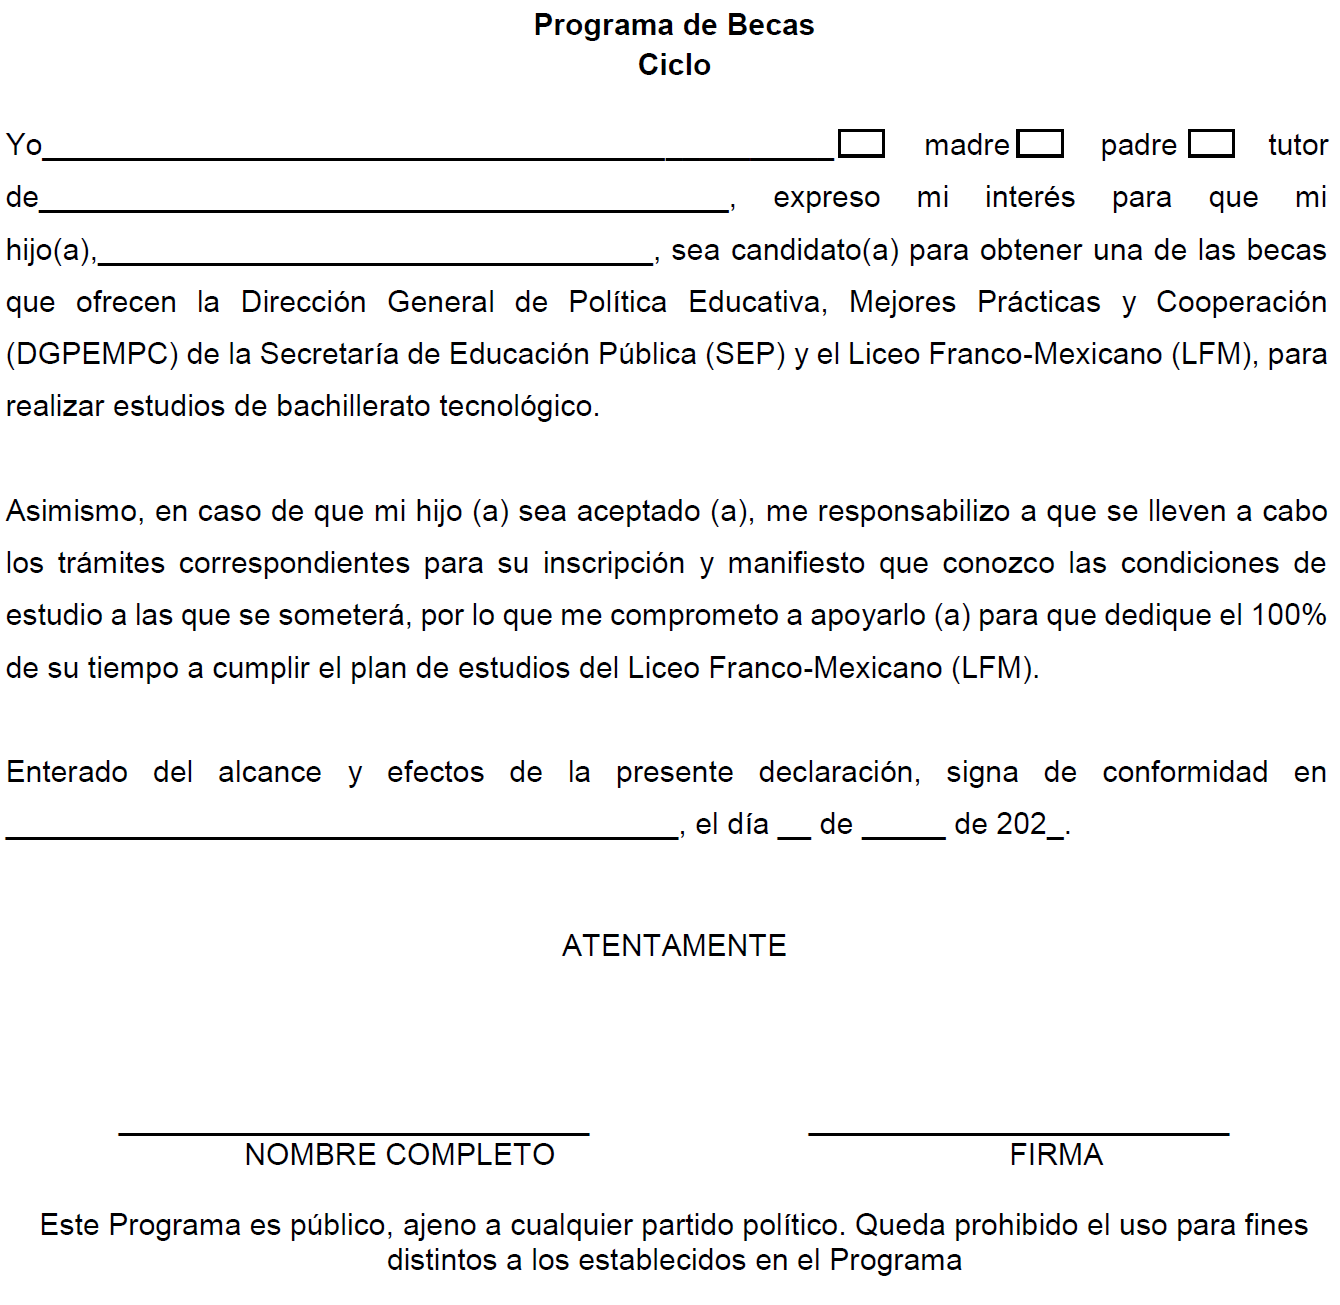 Programa de Becas
Ciclo
Yo_______________________________________________ ☐ madre ☐ padre ☐ tutor
de_________________________________________, expreso mi interés para que mi
hijo(a),_________________________________, sea candidato(a) para obtener una de las becas
que ofrecen la Dirección General de Política Educativa, Mejores Prácticas y Cooperación
(DGPEMPC) de la Secretaría de Educación Pública (SEP) y el Liceo Franco-Mexicano (LFM), para
realizar estudios de bachillerato tecnológico.
Asimismo, en caso de que mi hijo (a) sea aceptado (a), me responsabilizo a que se lleven a cabo
los trámites correspondientes para su inscripción y manifiesto que conozco las condiciones de
estudio a las que se someterá, por lo que me comprometo a apoyarlo (a) para que dedique el 100%
de su tiempo a cumplir el plan de estudios del Liceo Franco-Mexicano (LFM).
Enterado del alcance y efectos de la presente declaración, signa de conformidad en
________________________________________, el día __ de _____ de 202_.
ATENTAMENTE
____________________________ _________________________
NOMBRE COMPLETO FIRMA
Este Programa es público, ajeno a cualquier partido político. Queda prohibido el uso para fines
distintos a los establecidos en el Programa